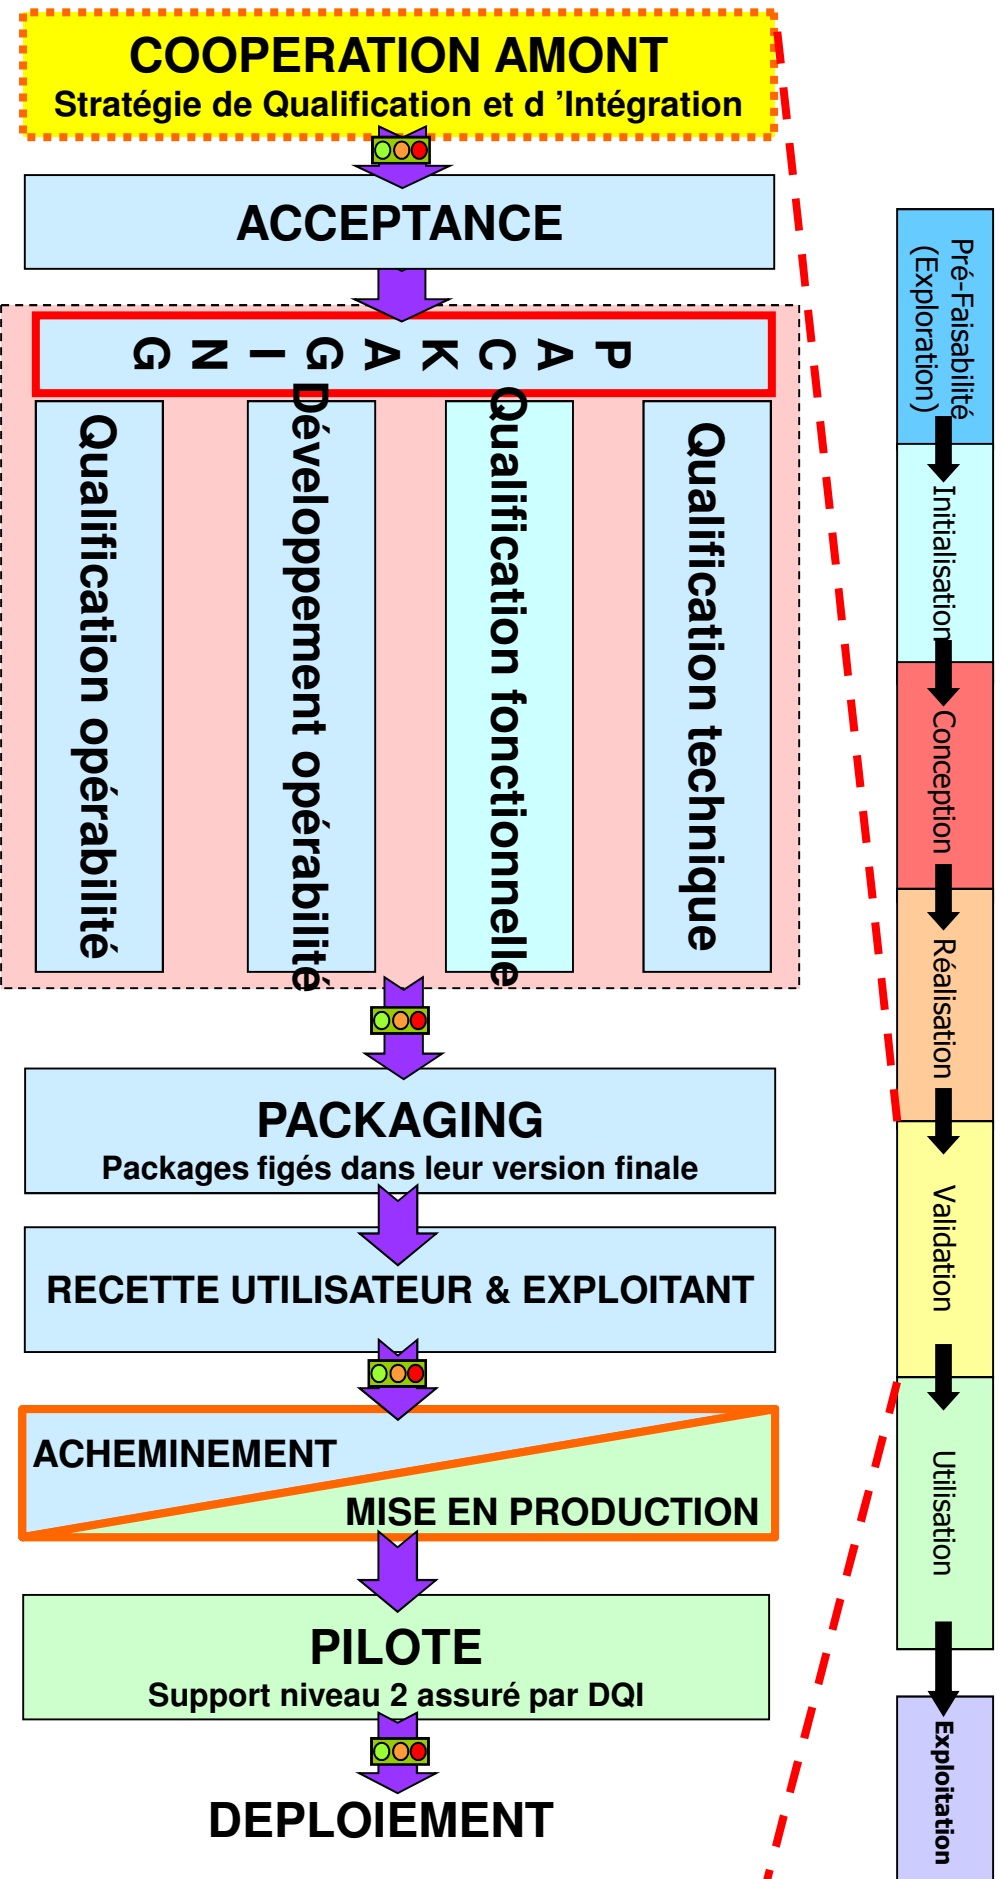 COOPERATION AMONT
Stratégie de Qualification et d ’Intégration
ACCEPTANCE
PACKAGING
Qualification opérabilité
Développement opérabilité
Qualification fonctionnelle
Qualification technique
PACKAGING
Packages figés dans leur version finale
RECETTE UTILISATEUR & EXPLOITANT
ACHEMINEMENT
MISE EN PRODUCTION
PILOTE
Support niveau 2 assuré par DQI
DEPLOIEMENT
Pré-Faisabilité
(Exploration)
Initialisation
Conception
Réalisation
Validation
Utilisation
Exploitation